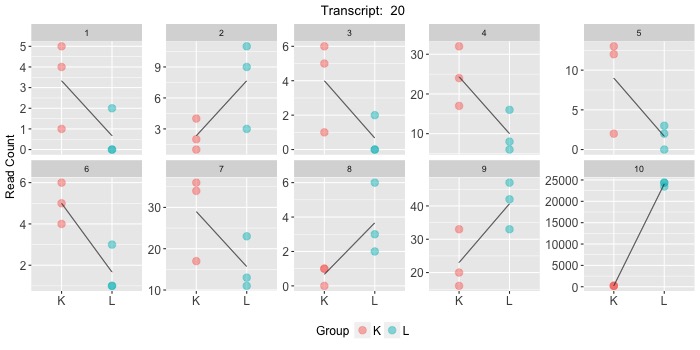 Transcript: 20
1 2 3 4 5
5 4 3 2 1 0
9 6 3
6 4 2 0
30 20 10
10 5 0
Read Count
6 7 8 9 10
6 4 2
30 20 10
6 4 2 0
40 30 20
25000 20000 15000 10000 5000 0
K L K L K L K L K L
Group K L